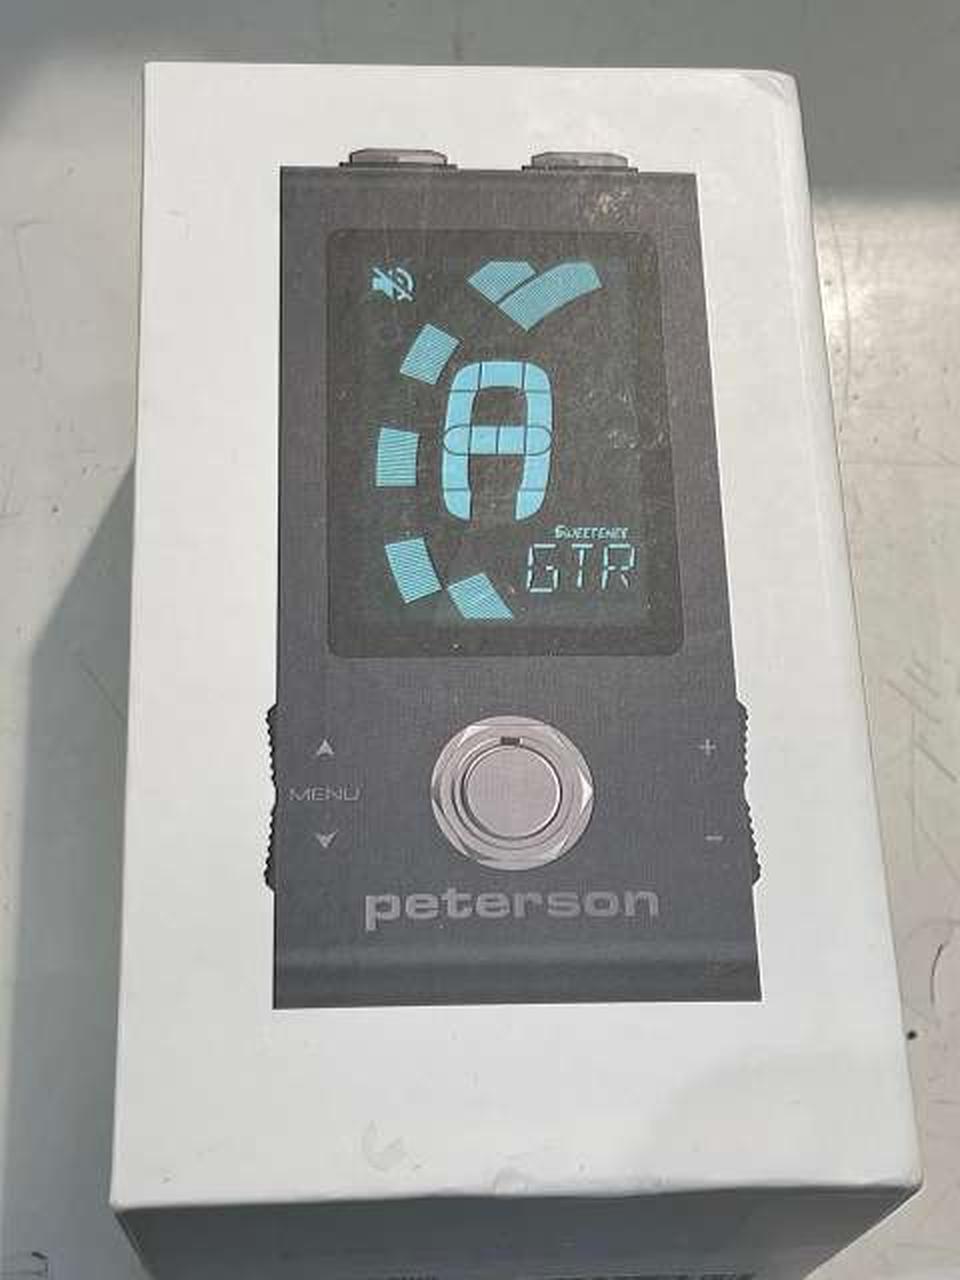 A
SWEETENER
GTR
+
MENU
-
peterson